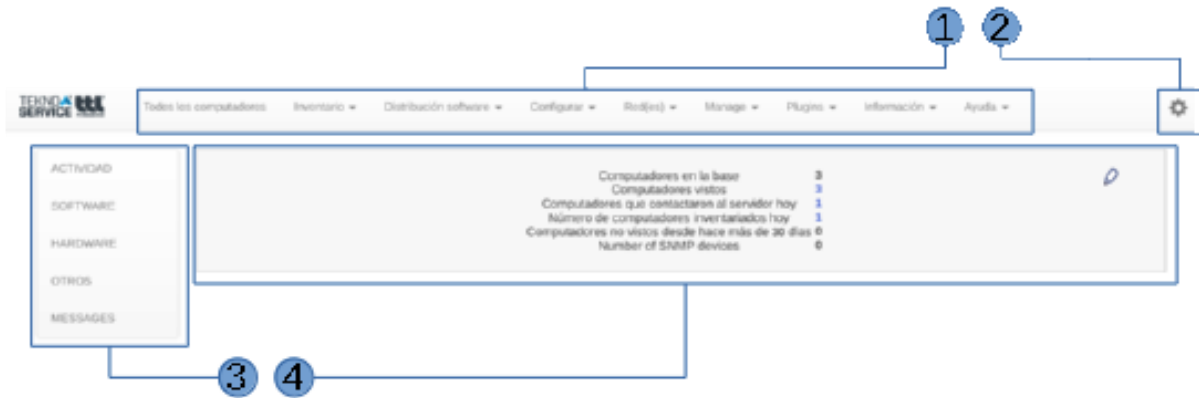 1 2
TEKNO SERVICE ttl
Todos los computadores Inventario Distribución software Configurar Red(es) Manage Plugins Información Ayuda
ACTIVIDAD
SOFTWARE
HARDWARE
OTROS
MESSAGES
Computadores en la base 3
Computadores vistos 3
Computadores que contactaron al servidor hoy 1
Número de computadores inventariados hoy 1
Computadores no vistos desde hace más de 30 días 0
Number of SNMP devices 0
3 4